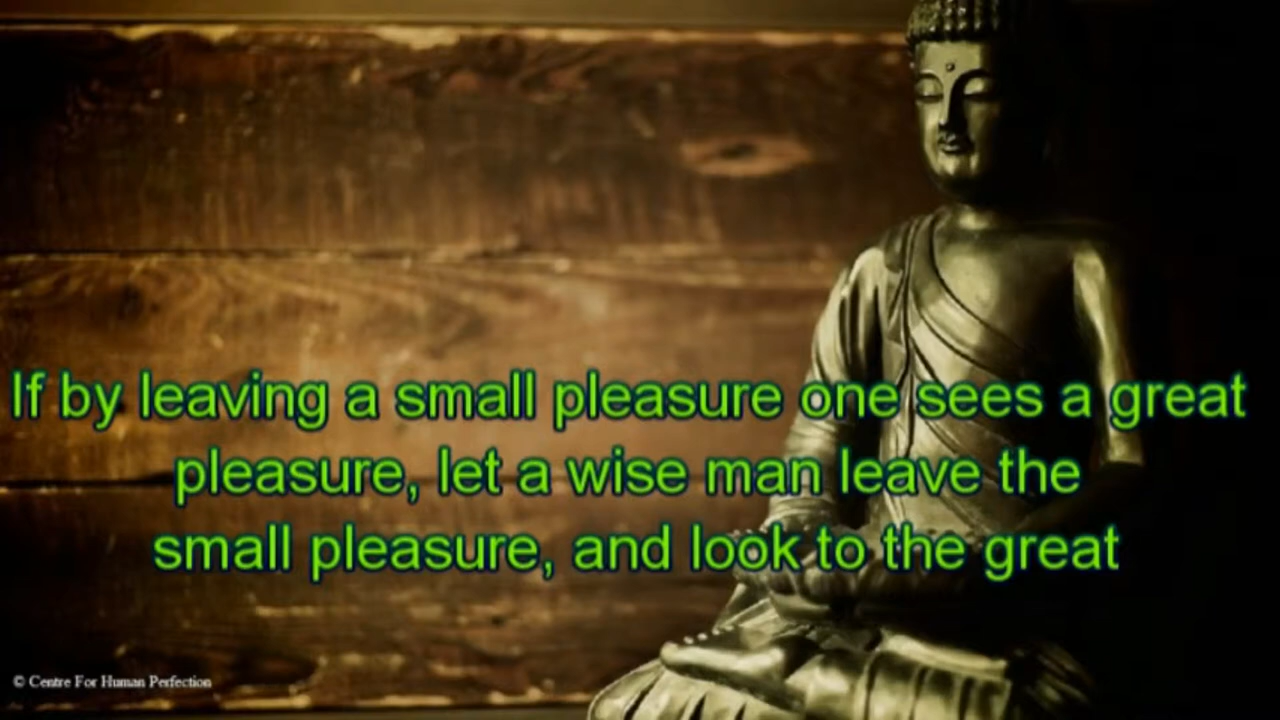 If by leaving a small pleasure one sees a great
pleasure, let a wise man leave the
small pleasure, and look to the great
© Centre For Human Perfection